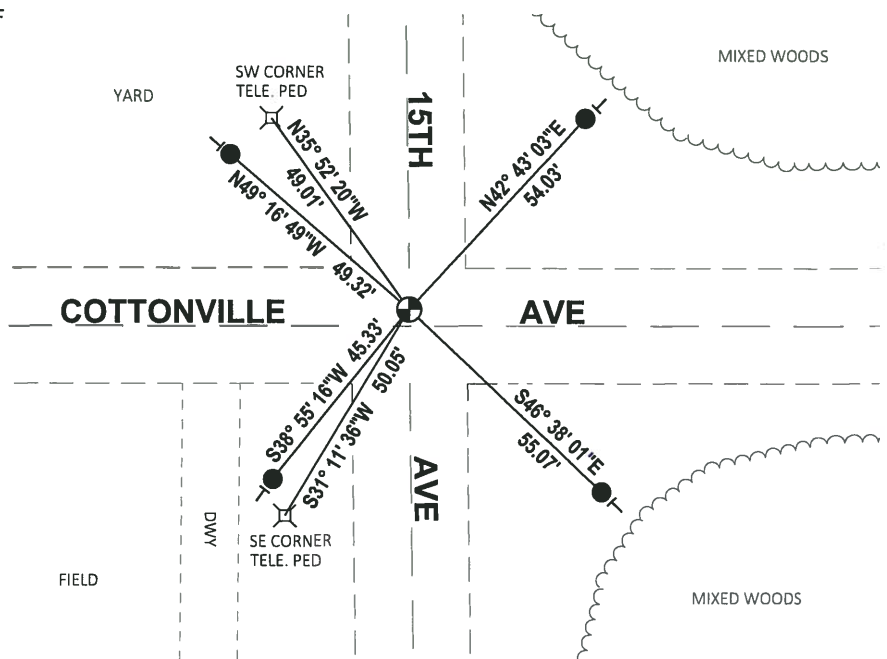 MIXED WOODS
SW CORNER
TELE. PED
YARD
15TH
N35° 52' 20"W
49.01'
N42° 43' 03"E
54.03'
N49° 16' 49"W 49.32'
COTTONVILLE AVE
S38° 55' 16"W 45.33'
S31° 11' 36"W 50.05'
S46° 38' 01"E
55.07'
AVE
DWY
SE CORNER
TELE. PED
FIELD
MIXED WOODS